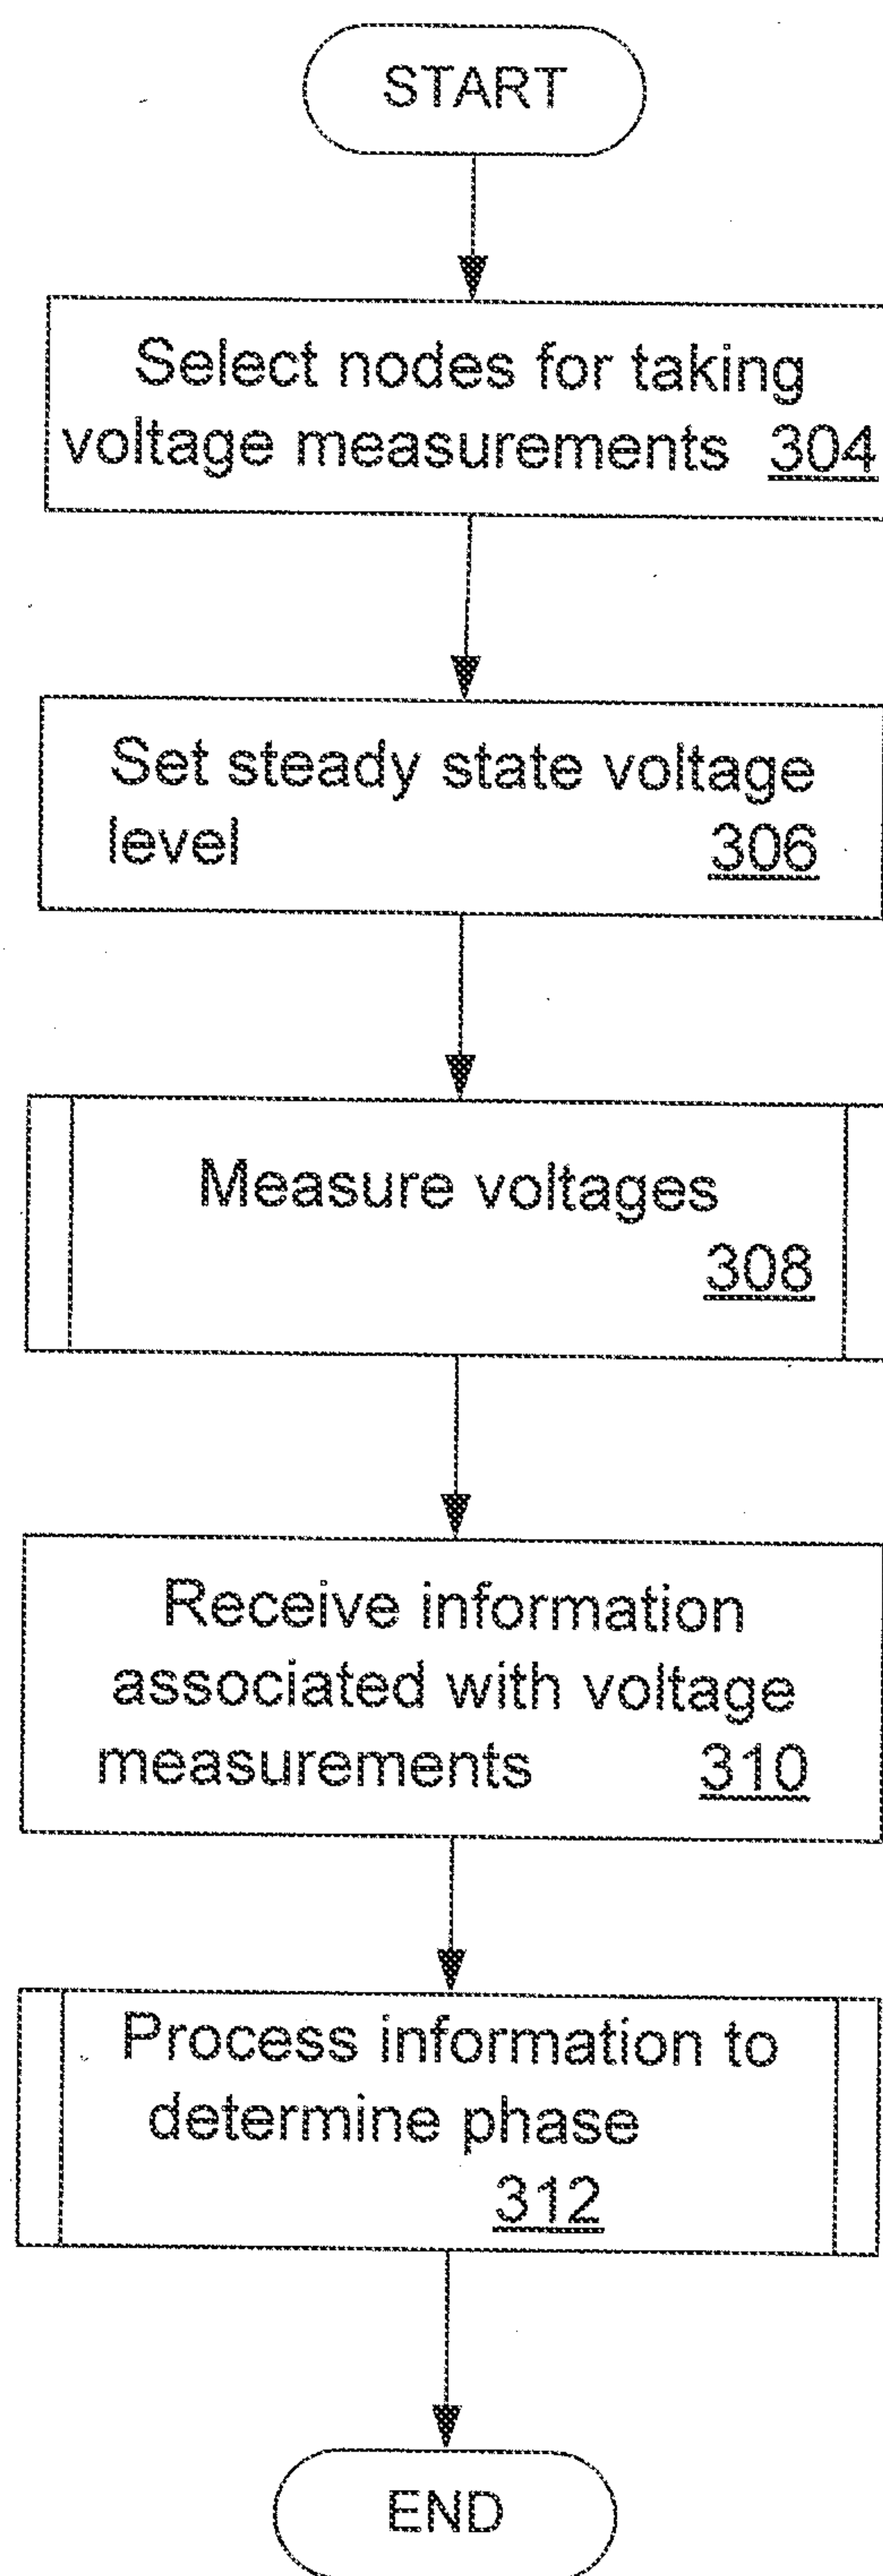 START
Select nodes for taking
voltage measurements 304
Set steady state voltage
level 306
Measure voltages
308
Receive information
associated with voltage
measurements 310
Process information to
determine phase
312
END